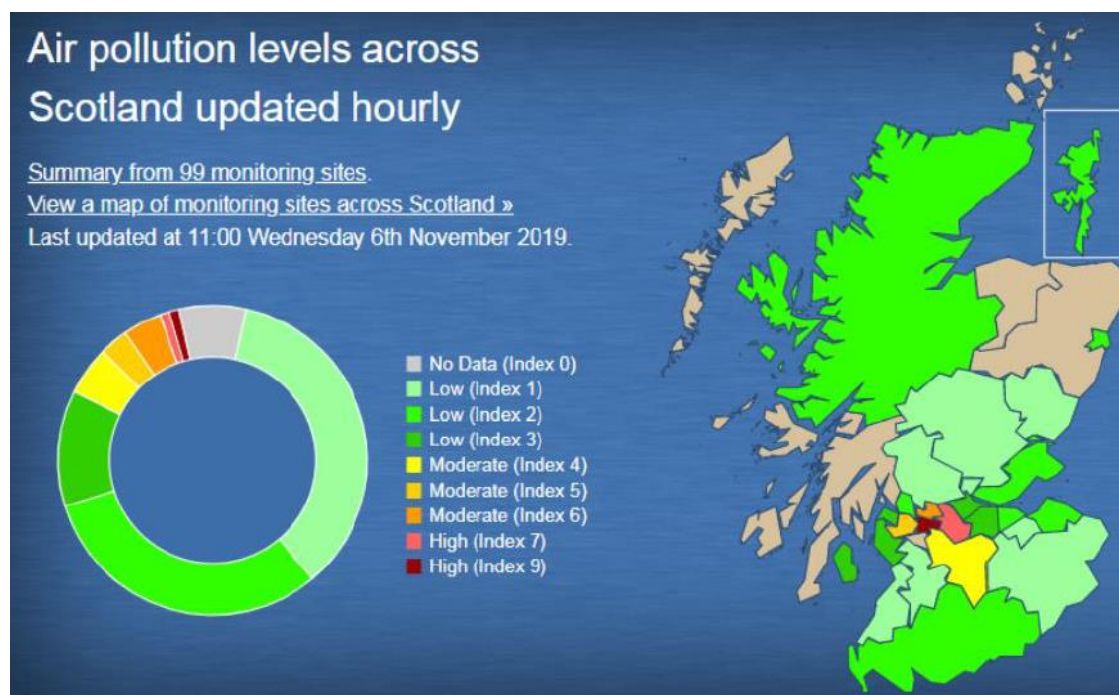 Air pollution levels across
Scotland updated hourly
Summary from 99 monitoring sites.
View a map of monitoring sites across Scotland »
Last updated at 11:00 Wednesday 6th November 2019.
No Data (Index 0)
Low (Index 1)
Low (Index 2)
Low (Index 3)
Moderate (Index 4)
Moderate (Index 5)
Moderate (Index 6)
High (Index 7)
High (Index 9)